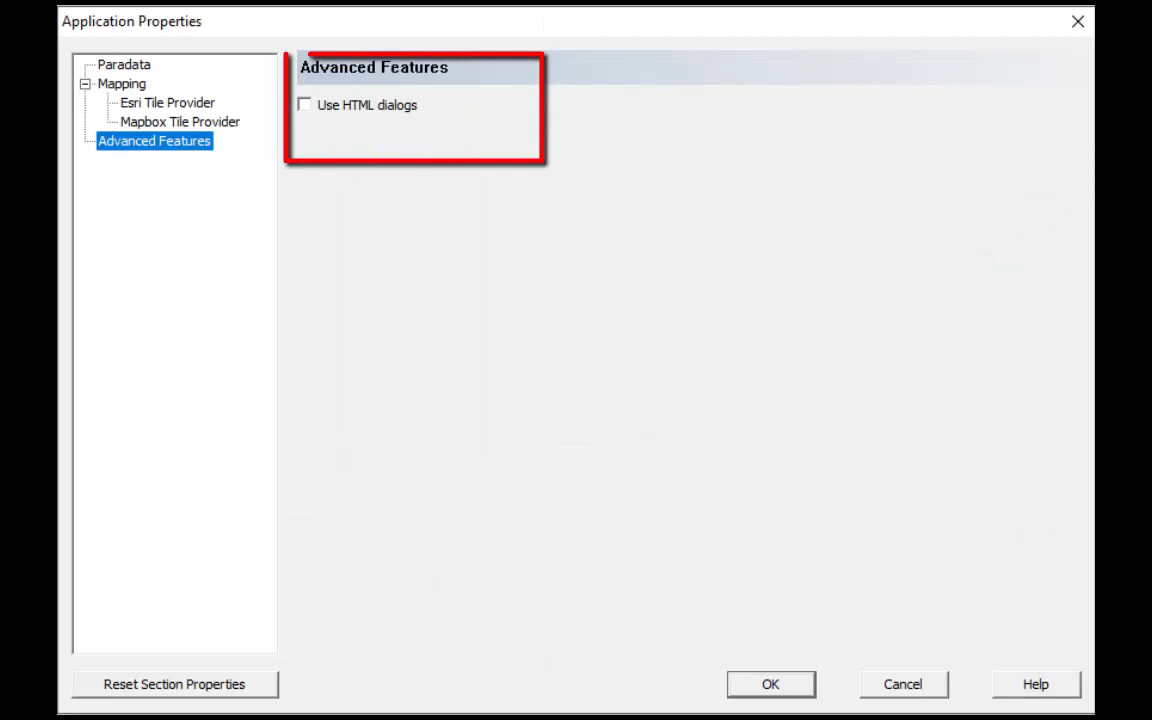 Application Properties
Paradata
Mapping
Esri Tile Provider
Mapbox Tile Provider
Advanced Features
Advanced Features
Use HTML dialogs
Reset Section Properties
OK
Cancel
Help